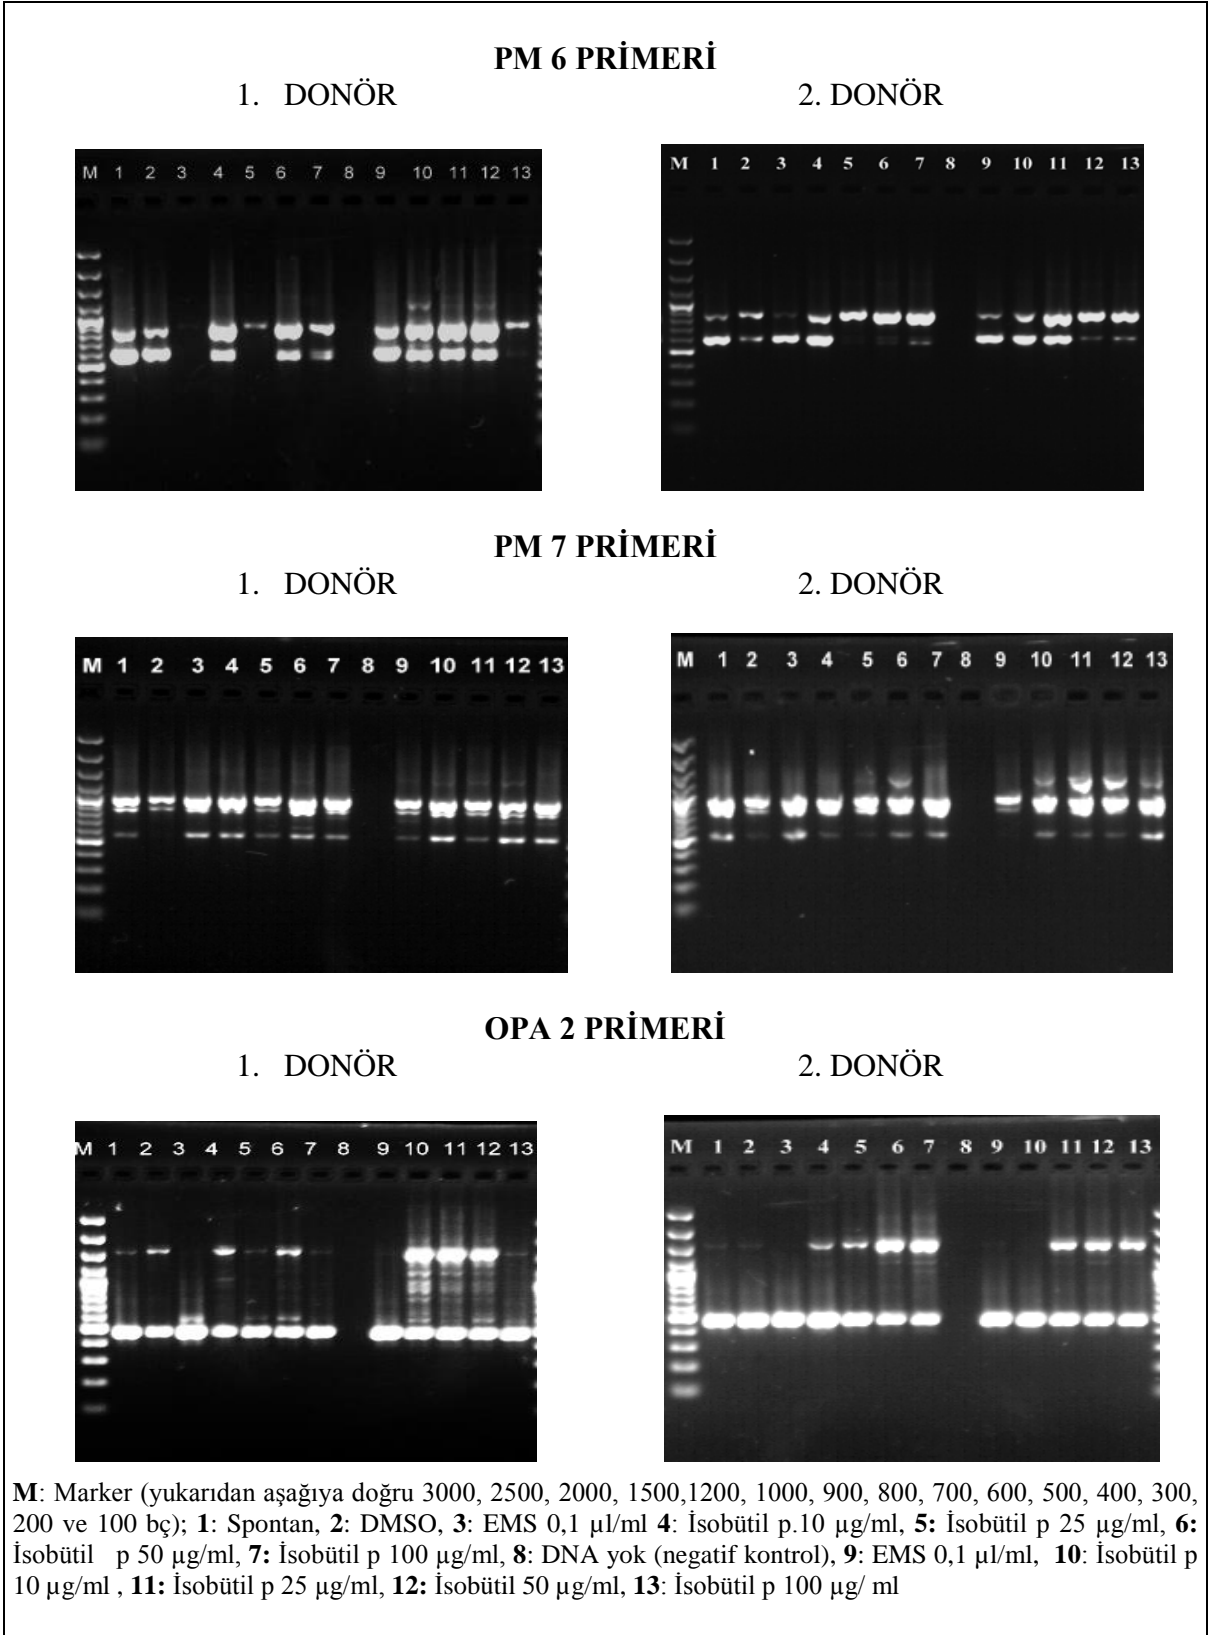 PM 6 PRİMERİ
1. DONÖR
2. DONÖR
M 1 2 3 4 5 6 7 8 9 10 11 12 13
M 1 2 3 4 5 6 7 8 9 10 11 12 13
PM 7 PRİMERİ
1. DONÖR
2. DONÖR
M 1 2 3 4 5 6 7 8 9 10 11 12 13
M 1 2 3 4 5 6 7 8 9 10 11 12 13
OPA 2 PRİMERİ
1. DONÖR
2. DONÖR
M 1 2 3 4 5 6 7 8 9 10 11 12 13
M 1 2 3 4 5 6 7 8 9 10 11 12 13
M: Marker (yukarıdan aşağıya doğru 3000, 2500, 2000, 1500,1200, 1000, 900, 800, 700, 600, 500, 400, 300,
200 ve 100 bç); 1: Spontan, 2: DMSO, 3: EMS 0,1 µl/ml 4: İsobütil p.10 µg/ml, 5: İsobütil p 25 µg/ml, 6:
İsobütil p 50 µg/ml, 7: İsobütil p 100 µg/ml, 8: DNA yok (negatif kontrol), 9: EMS 0,1 µl/ml, 10: İsobütil p
10 µg/ml , 11: İsobütil p 25 µg/ml, 12: İsobütil 50 µg/ml, 13: İsobütil p 100 µg/ ml